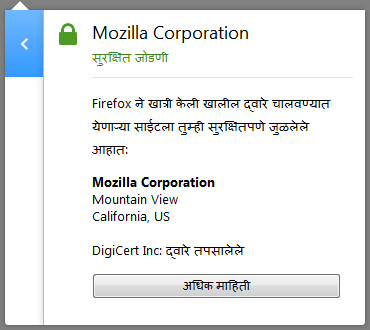 Mozilla Corporation
सुरक्षित जोडणी
Firefox ने खात्री केली खालील द्वारे चालवण्यात
येणाऱ्या साईटला तुम्ही सुरक्षितपणे जुळलेले
आहात:
Mozilla Corporation
Mountain View
California, US
DigiCert Inc: द्वारे तपसालेले
अधिक माहिती